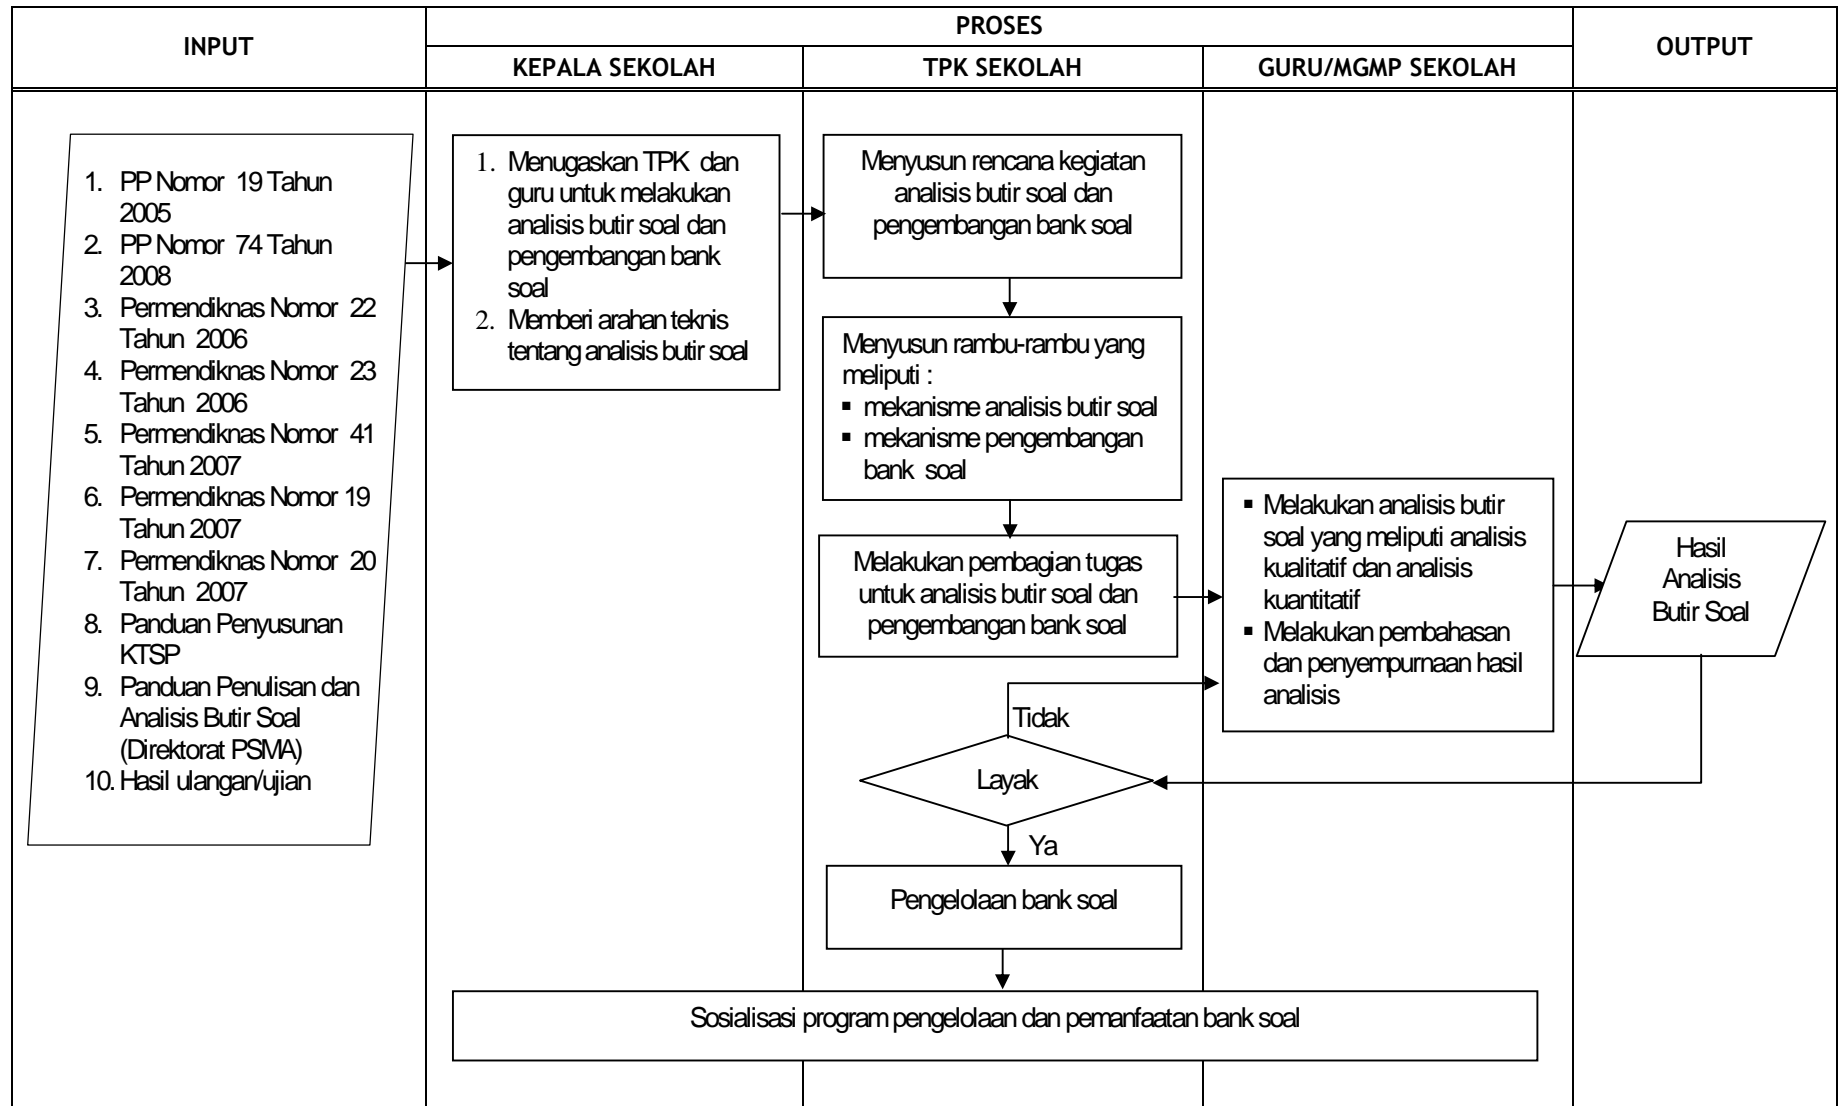 INPUT
PROSES
OUTPUT
KEPALA SEKOLAH
TPK SEKOLAH
GURU/MGMP SEKOLAH
1. PP Nomor 19 Tahun
2005
2. PP Nomor 74 Tahun
2008
3. Permendiknas Nomor 22
Tahun 2006
4. Permendiknas Nomor 23
Tahun 2006
5. Permendiknas Nomor 41
Tahun 2007
6. Permendiknas Nomor 19
Tahun 2007
7. Permendiknas Nomor 20
Tahun 2007
8. Panduan Penyusunan
KTSP
9. Panduan Penulisan dan
Analisis Butir Soal
(Direktorat PSMA)
10. Hasil ulangan/ujian
1. Menugaskan TPK dan
guru untuk melakukan
analisis butir soal dan
pengembangan bank
soal
2. Memberi arahan teknis
tentang analisis butir soal
Menyusun rencana kegiatan
analisis butir soal dan
pengembangan bank soal
Menyusun rambu-rambu yang
meliputi :
▪ mekanisme analisis butir soal
▪ mekanisme pengembangan
bank soal
Melakukan pembagian tugas
untuk analisis butir soal dan
pengembangan bank soal
▪ Melakukan analisis butir
soal yang meliputi analisis
kualitatif dan analisis
kuantitatif
▪ Melakukan pembahasan
dan penyempurnaan hasil
analisis
Hasil
Analisis
Butir Soal
Tidak
Layak
Ya
Pengelolaan bank soal
Sosialisasi program pengelolaan dan pemanfaatan bank soal